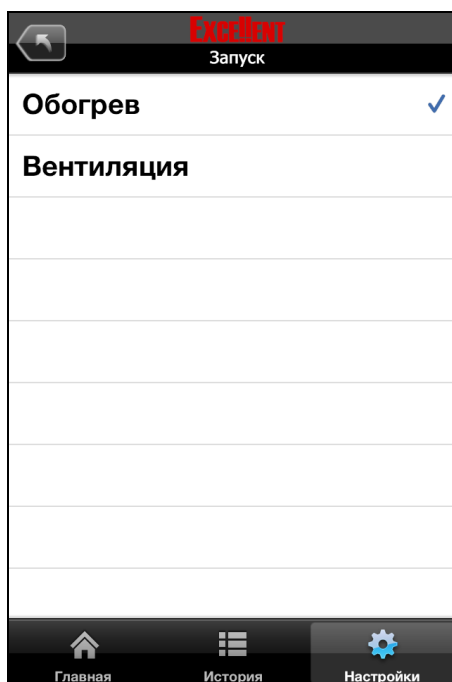 EXCELLENT
Запуск
Обогрев
Вентиляция
Главная История Настройки